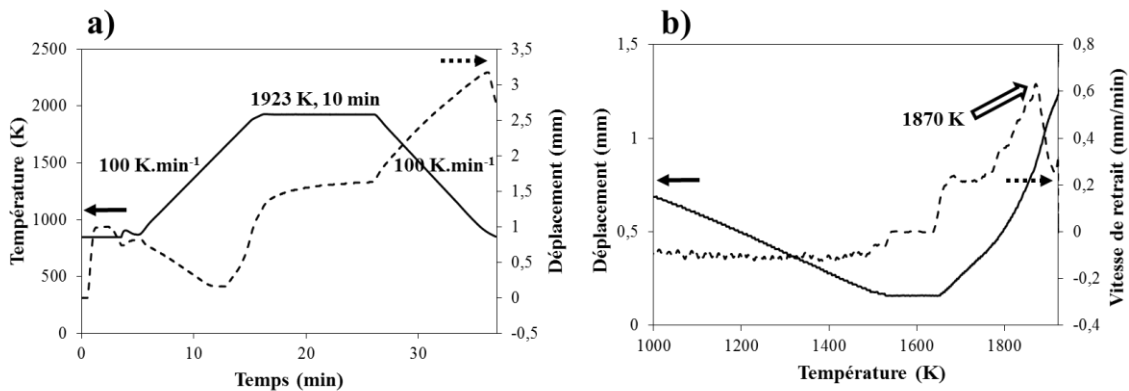 a)
Température (K)
2500
2000
1500
1000
500
0
1923 K, 10 min
100 K.min⁻¹
100 K.min⁻¹
3,5
3
2,5
2
1,5
1
0,5
0
-0,5
Déplacement (mm)
0
10
20
30
Temps (min)
b)
Déplacement (mm)
1,5
1
0,5
0
1870 K
0,8
0,6
0,4
0,2
0
-0,2
-0,4
Vitesse de retrait (mm/min)
1000
1200
1400
1600
1800
Température (K)